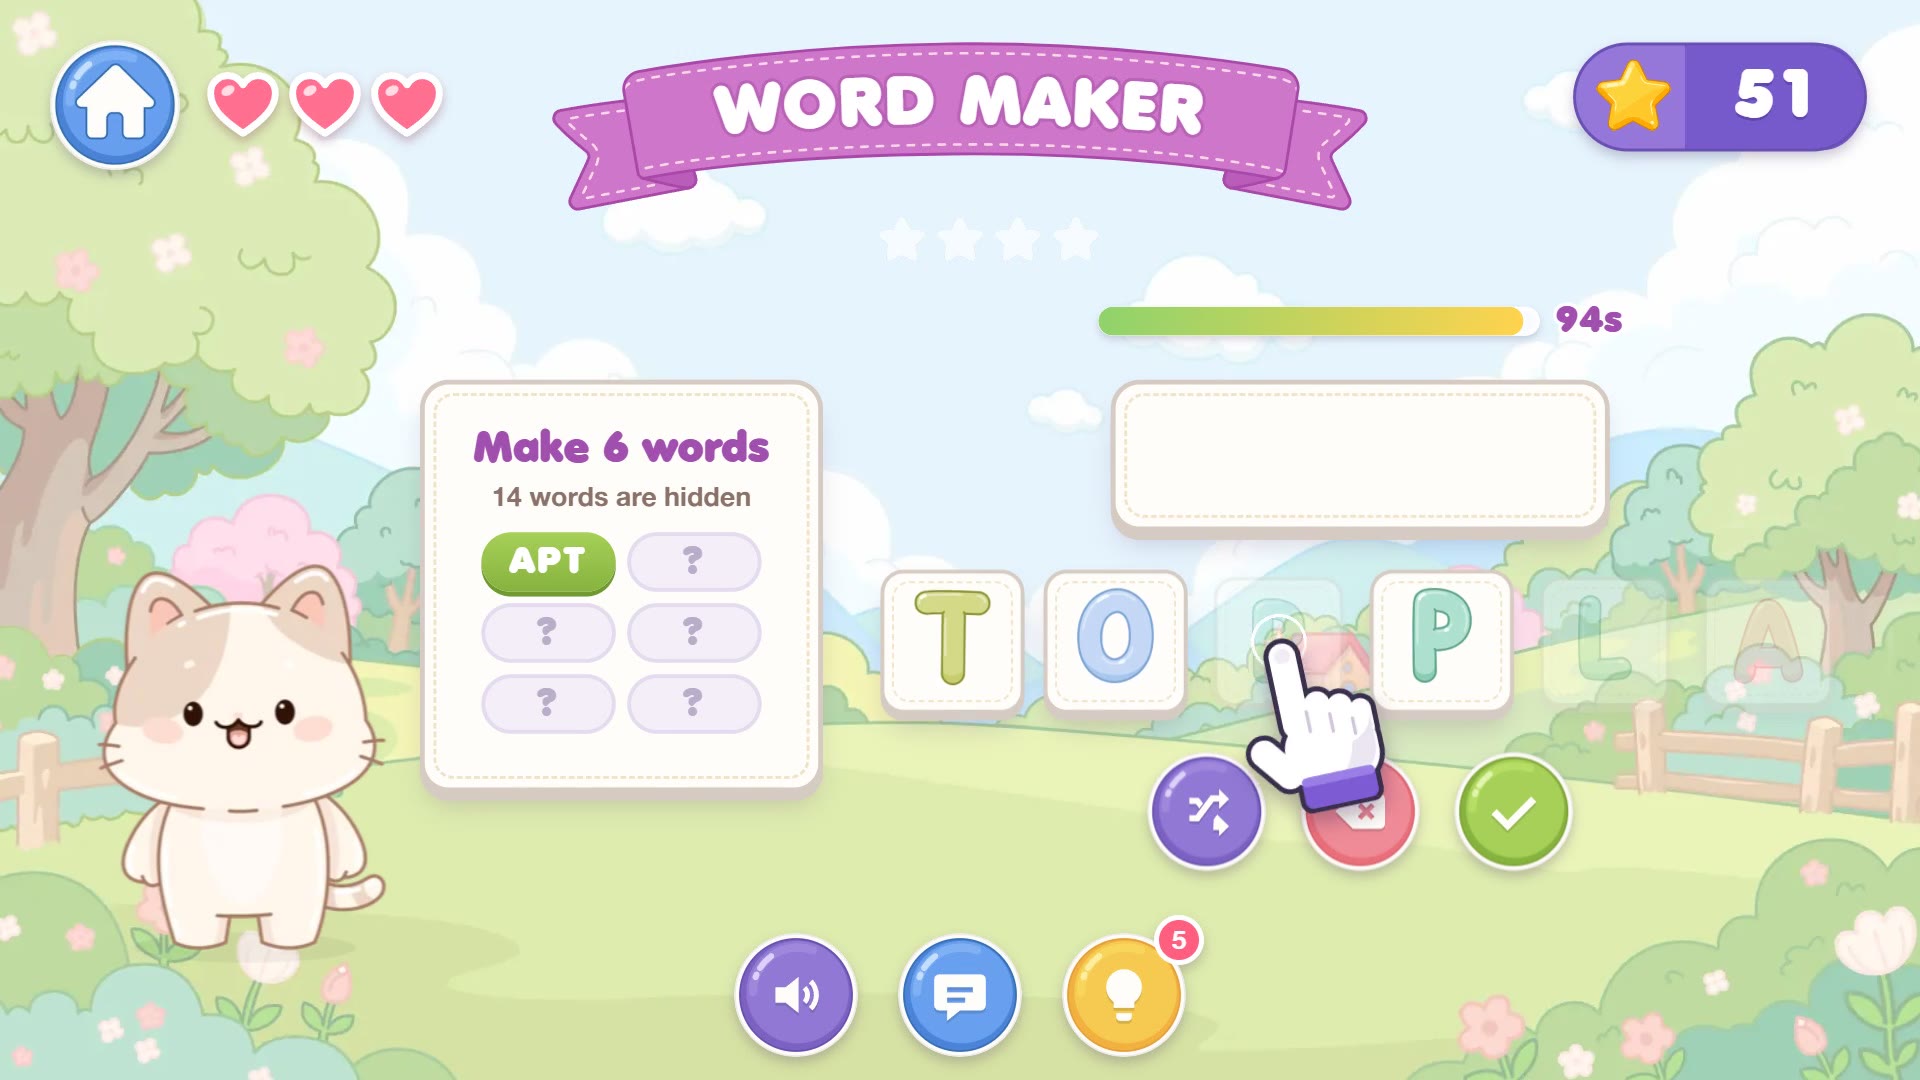 WORD MAKER
51
94s
Make 6 words
14 words are hidden
APT ?
? ?
? ?
T O P L A
5